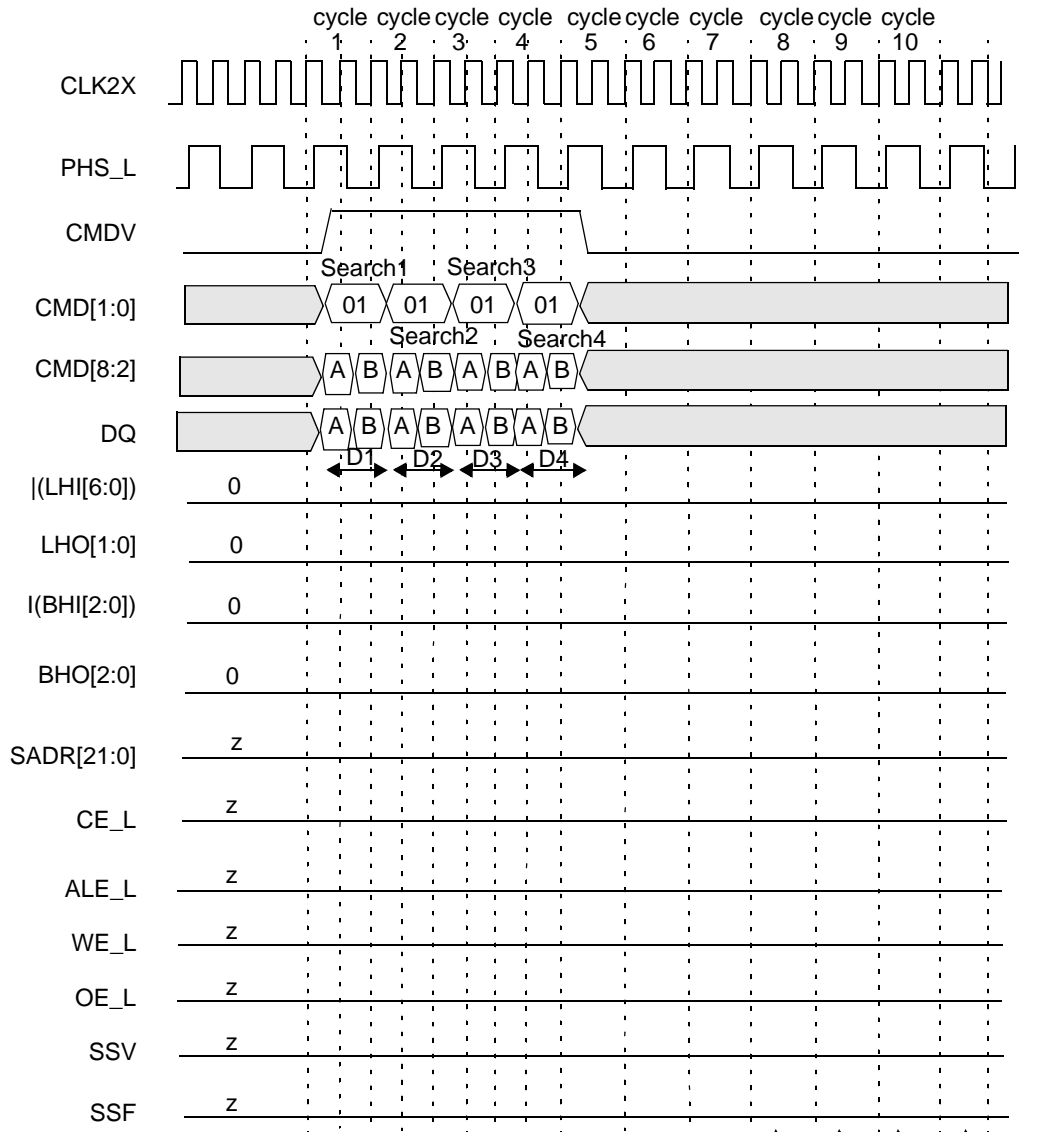 cycle cycle cycle cycle cycle cycle cycle cycle cycle cycle
1 2 3 4 5 6 7 8 9 10
CLK2X
PHS_L
CMDV
Search1 Search3
CMD[1:0] 01 01 01 01
Search2 Search4
CMD[8:2] A B A B A B A B
DQ A B A B A B A B
D1 D2 D3 D4
|(LHI[6:0]) 0
LHO[1:0] 0
I(BHI[2:0]) 0
BHO[2:0] 0
SADR[21:0] z
CE_L z
ALE_L z
WE_L z
OE_L z
SSV z
SSF z